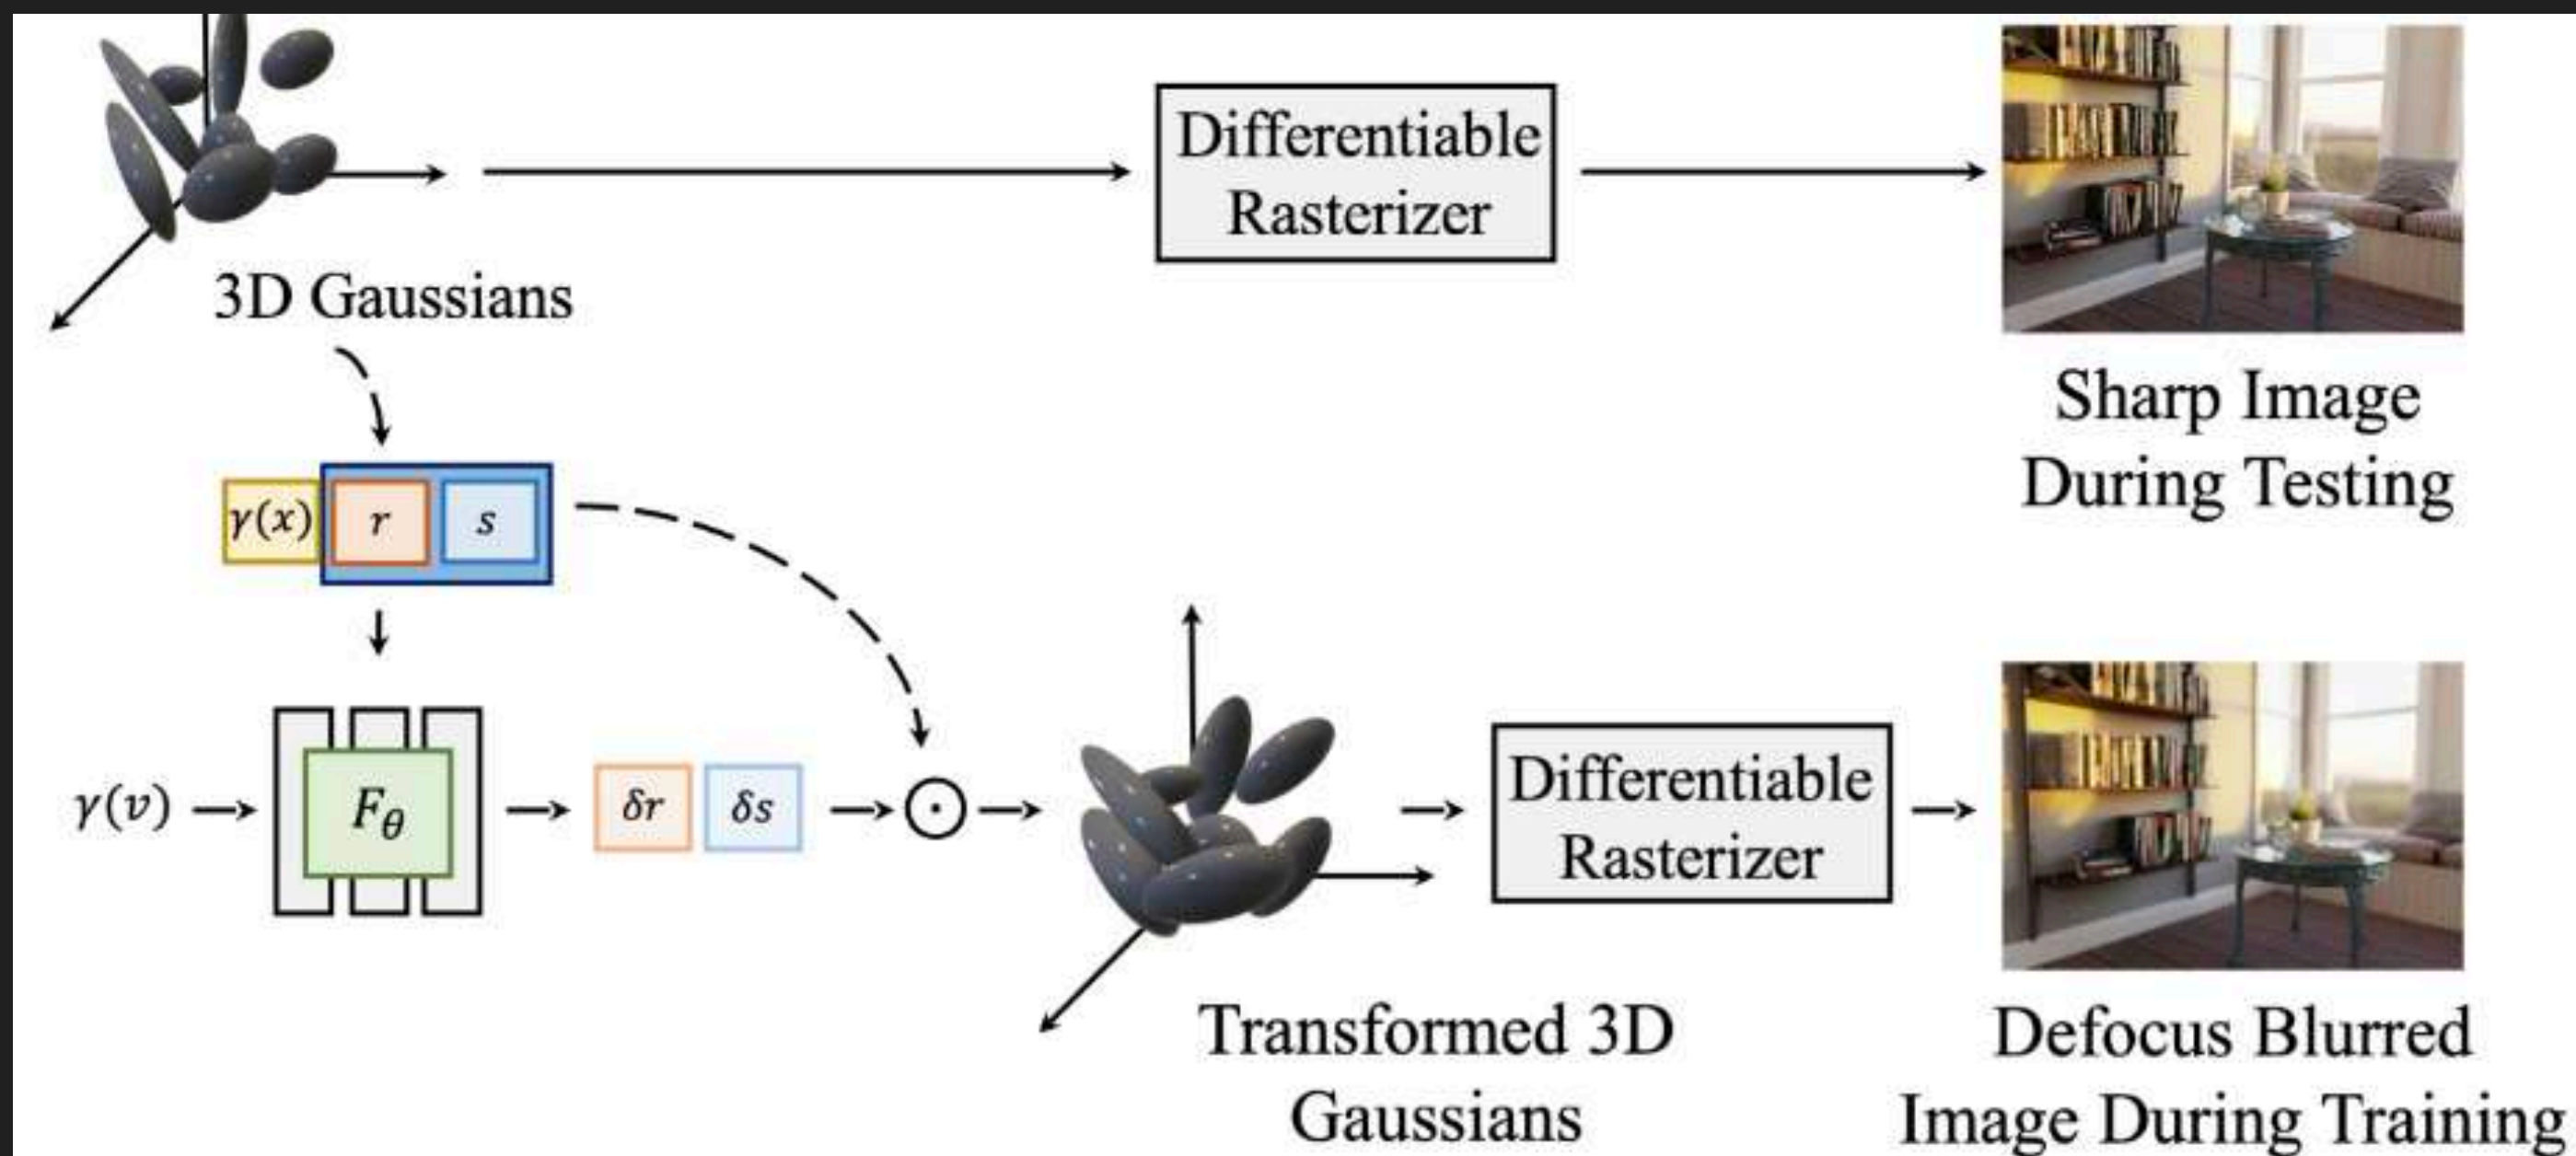 Differentiable
Rasterizer
3D Gaussians
Sharp Image
During Testing
γ(x) r s
γ(v) F_θ δr δs ⊙
Differentiable
Rasterizer
Transformed 3D
Gaussians
Defocus Blurred
Image During Training